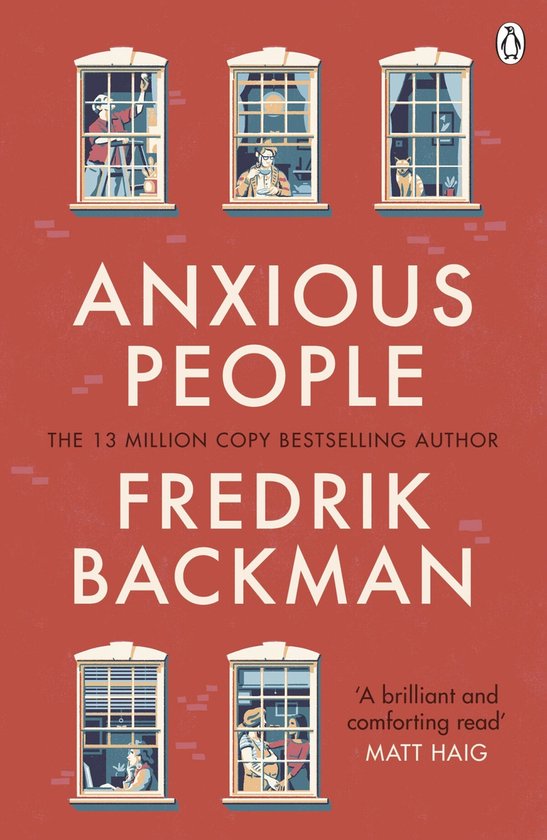 ANXIOUS
PEOPLE
THE 13 MILLION COPY BESTSELLING AUTHOR
FREDRIK
BACKMAN
‘A brilliant and
comforting read’
MATT HAIG